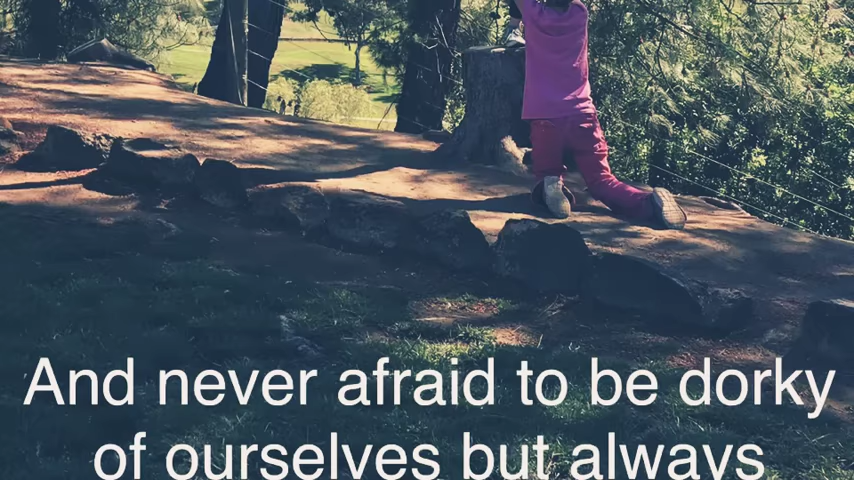 And never afraid to be dorky
of ourselves but always